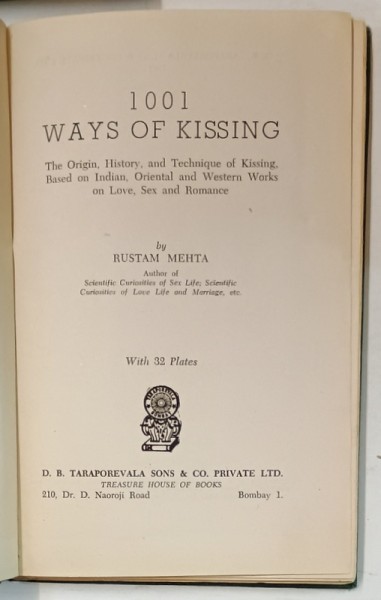 1001
WAYS OF KISSING
The Origin, History, and Technique of Kissing,
Based on Indian, Oriental and Western Works
on Love, Sex and Romance
by
RUSTAM MEHTA
Author of
Scientific Curiosities of Sex Life; Scientific
Curiosities of Love Life and Marriage, etc.
With 32 Plates
D. B. TARAPOREVALA SONS & CO. PRIVATE LTD.
TREASURE HOUSE OF BOOKS
210, Dr. D. Naoroji Road Bombay 1.